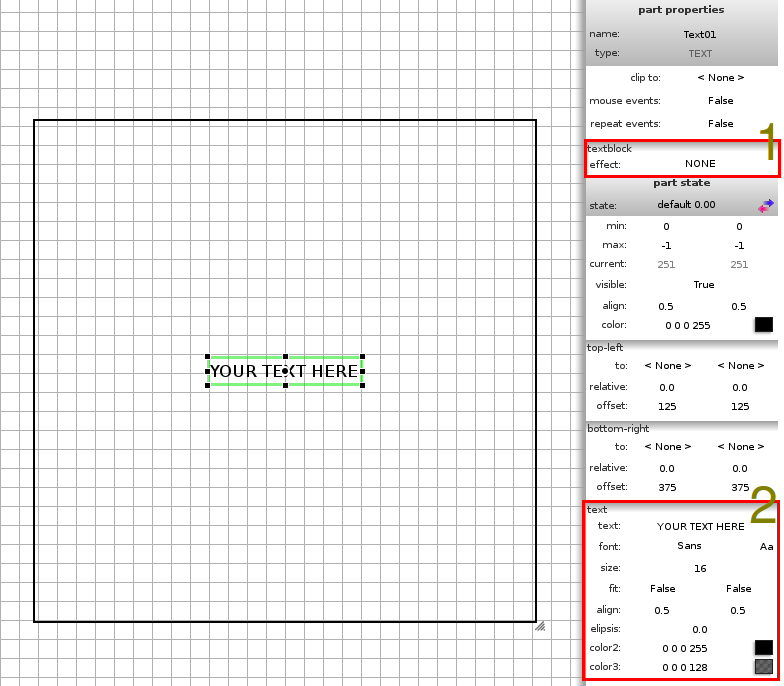 YOUR TEXT HERE
part properties
name: Text01
type: TEXT
clip to: < None >
mouse events: False
repeat events: False
1
textblock
effect: NONE
part state
state: default 0.00
min: 0 0
max: -1 -1
current: 251 251
visible: True
align: 0.5 0.5
color: 0 0 0 255
top-left
to: < None > < None >
relative: 0.0 0.0
offset: 125 125
bottom-right
to: < None > < None >
relative: 0.0 0.0
offset: 375 375
2
text
text: YOUR TEXT HERE
font: Sans Aa
size: 16
fit: False False
align: 0.5 0.5
elipsis: 0.0
color2: 0 0 0 255
color3: 0 0 0 128